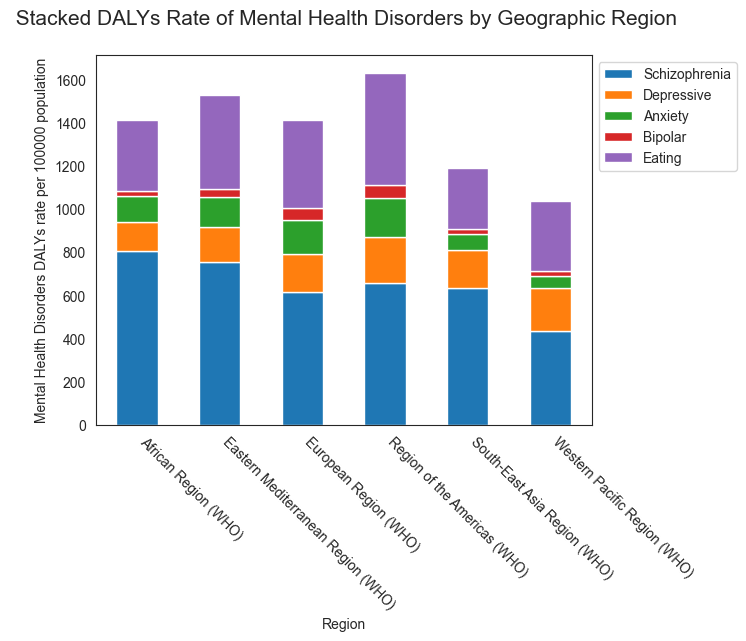 Stacked DALYs Rate of Mental Health Disorders by Geographic Region
Mental Health Disorders DALYs rate per 100000 population
1600
1400
1200
1000
800
600
400
200
0
Schizophrenia
Depressive
Anxiety
Bipolar
Eating
African Region (WHO)
Eastern Mediterranean Region (WHO)
European Region (WHO)
Region of the Americas (WHO)
South-East Asia Region (WHO)
Western Pacific Region (WHO)
Region